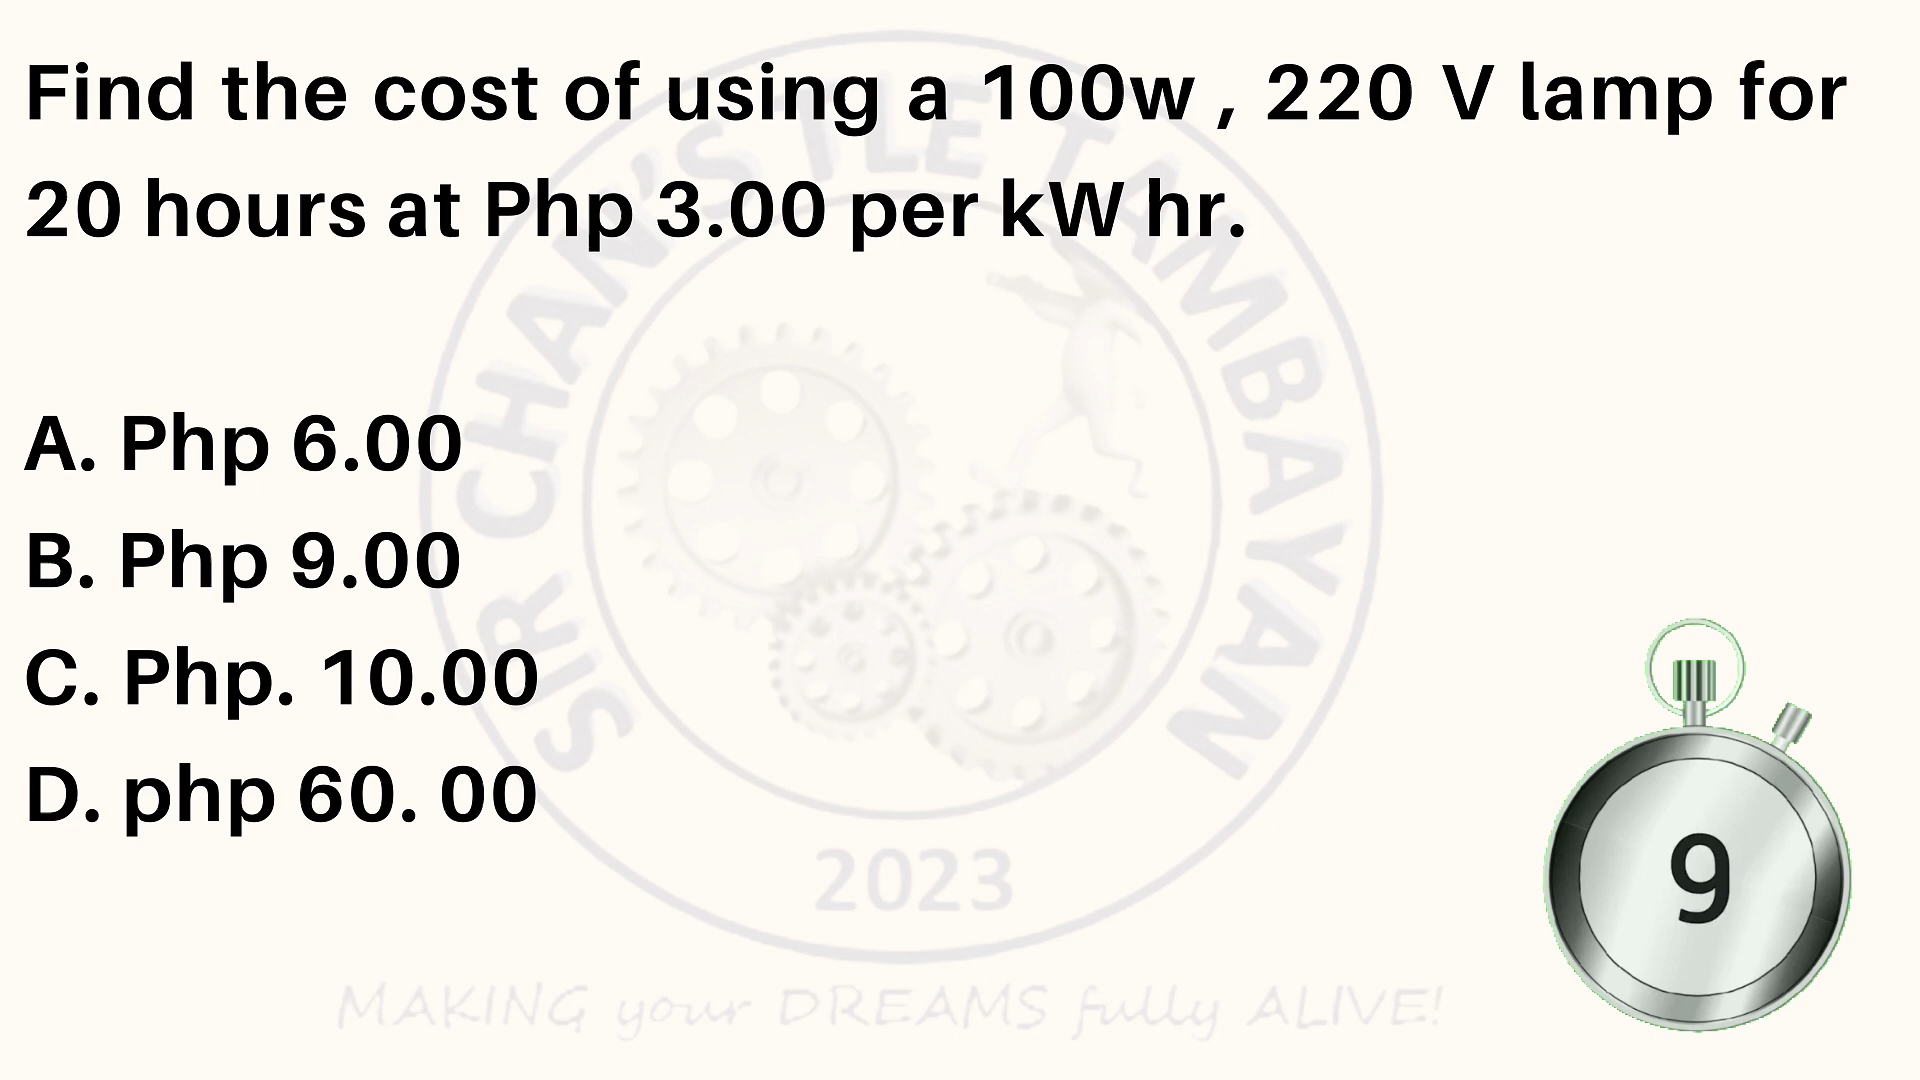 Find the cost of using a 100w , 220 V lamp for
20 hours at Php 3.00 per kW hr.
A. Php 6.00
B. Php 9.00
C. Php. 10.00
D. php 60. 00
9
SIR CHAN'S TLE TAMBAYAN
2023
MAKING your DREAMS fully ALIVE!